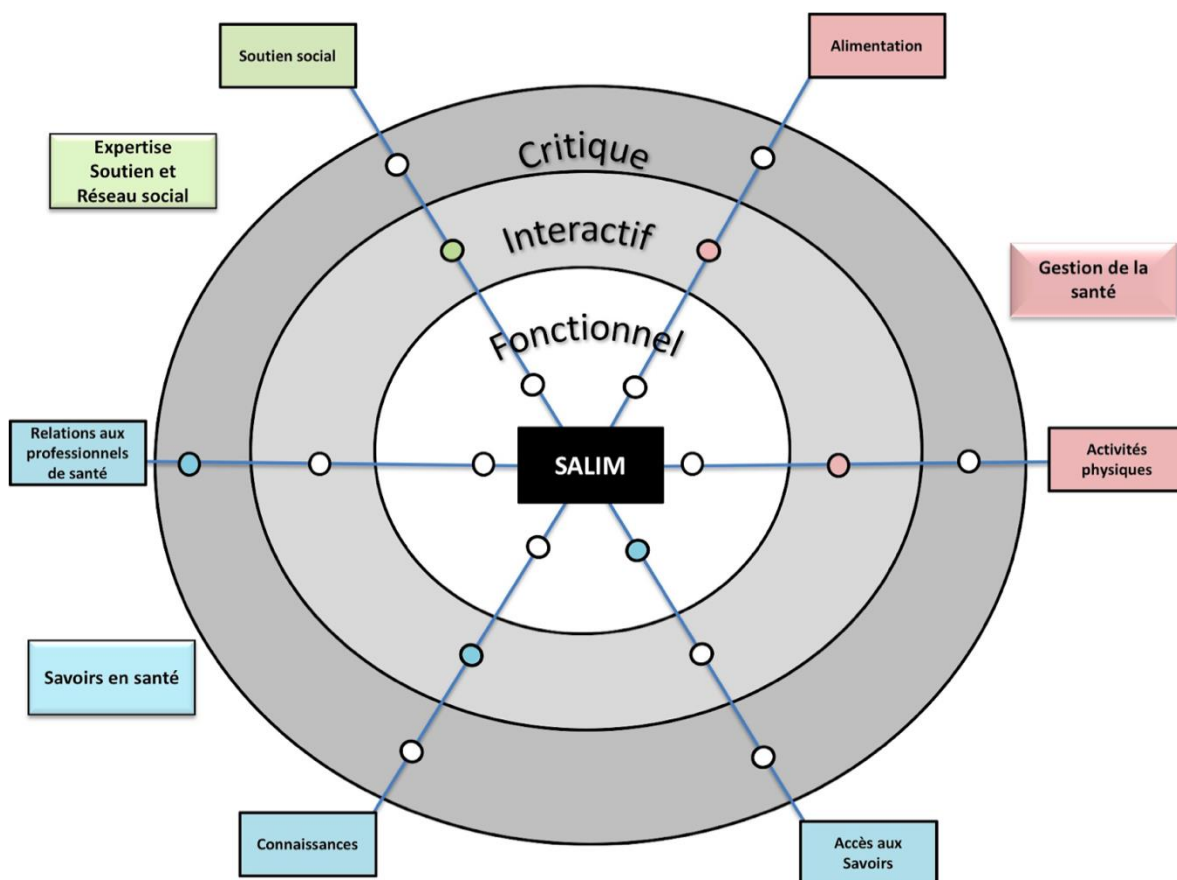 Soutien social
Alimentation
Expertise
Soutien et
Réseau social
Critique
Interactif
Gestion de la
santé
Fonctionnel
Relations aux
professionnels
de santé
SALIM
Activités
physiques
Savoirs en santé
Connaissances
Accès aux
Savoirs